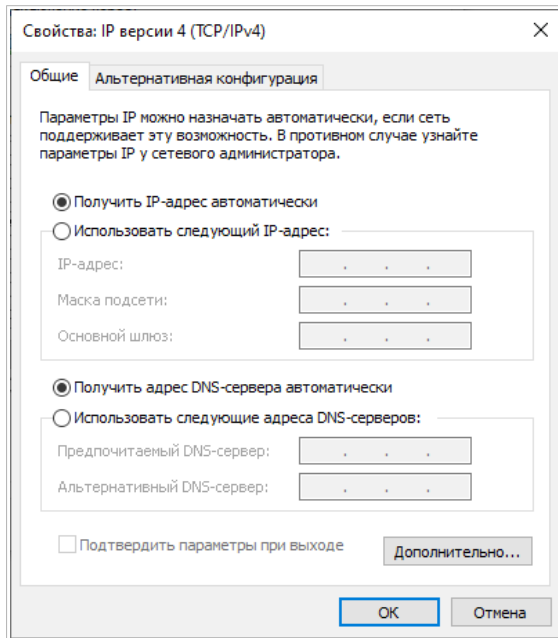 Свойства: IP версии 4 (TCP/IPv4)
Общие
Альтернативная конфигурация
Параметры IP можно назначать автоматически, если сеть
поддерживает эту возможность. В противном случае узнайте
параметры IP у сетевого администратора.
Получить IP-адрес автоматически
Использовать следующий IP-адрес:
IP-адрес:
Маска подсети:
Основной шлюз:
Получить адрес DNS-сервера автоматически
Использовать следующие адреса DNS-серверов:
Предпочитаемый DNS-сервер:
Альтернативный DNS-сервер:
Подтвердить параметры при выходе
Дополнительно...
ОК
Отмена